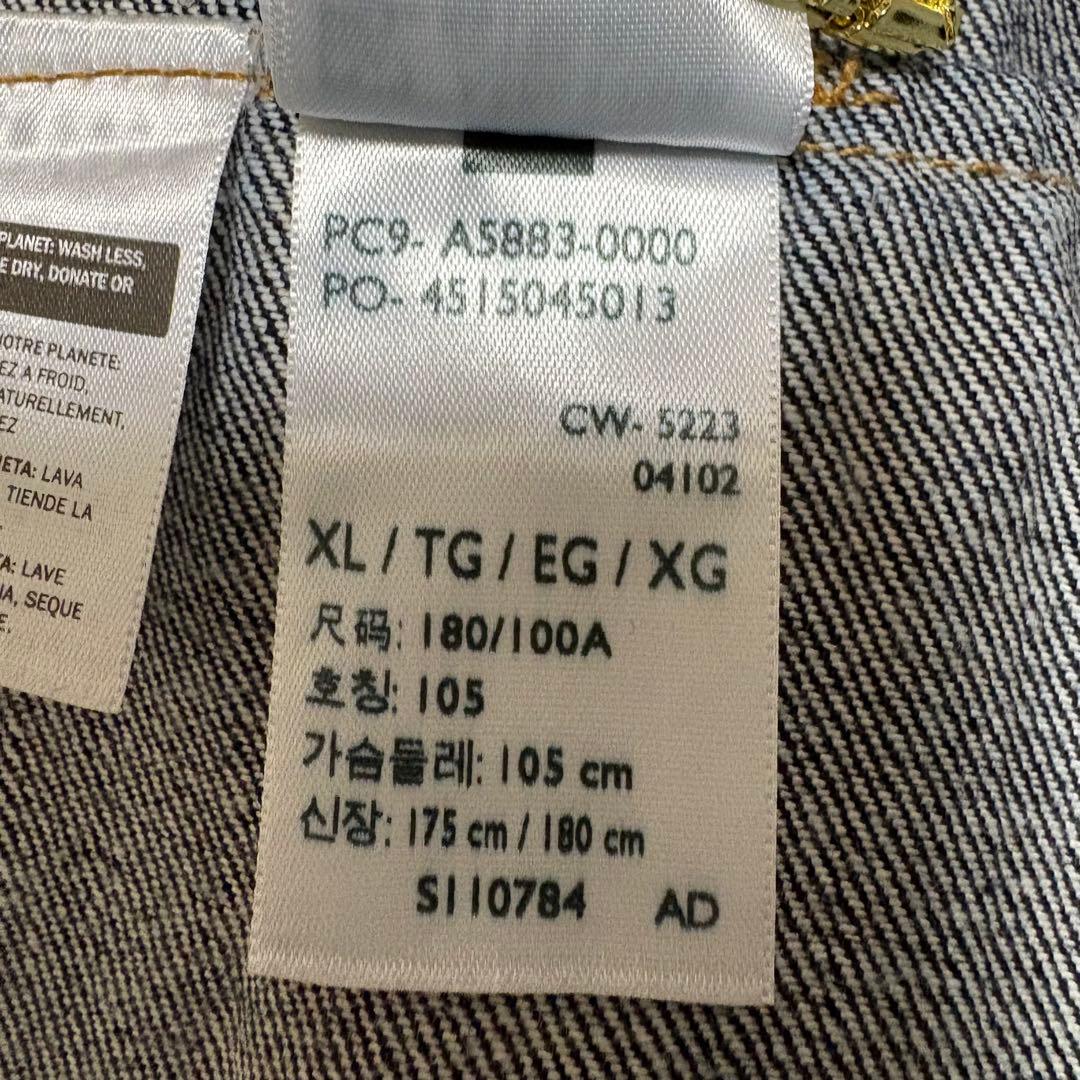 PLANET: WASH LESS,
E DRY, DONATE OR
NOTRE PLANETE:
EZ A FROID,
ATURELLEMENT,
EZ
ETA: LAVA
TIENDE LA
A: LAVE
IA, SEQUE
E.
PC9- A5883-0000
PO- 4515045013
CW- 5223
04102
XL / TG / EG / XG
尺码: 180/100A
호칭: 105
가슴둘레: 105 cm
신장: 175 cm / 180 cm
S110784 AD